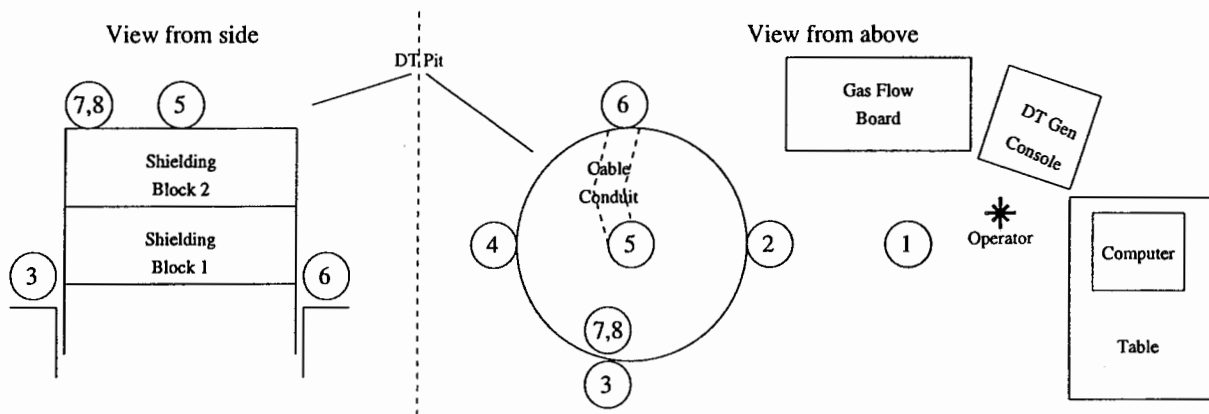 View from side
DT Pit
View from above
7,8
5
Shielding
Block 2
Shielding
Block 1
3
6
6
Cable
Conduit
4
5
2
7,8
3
1
Gas Flow
Board
DT Gen
Console
Operator
Computer
Table